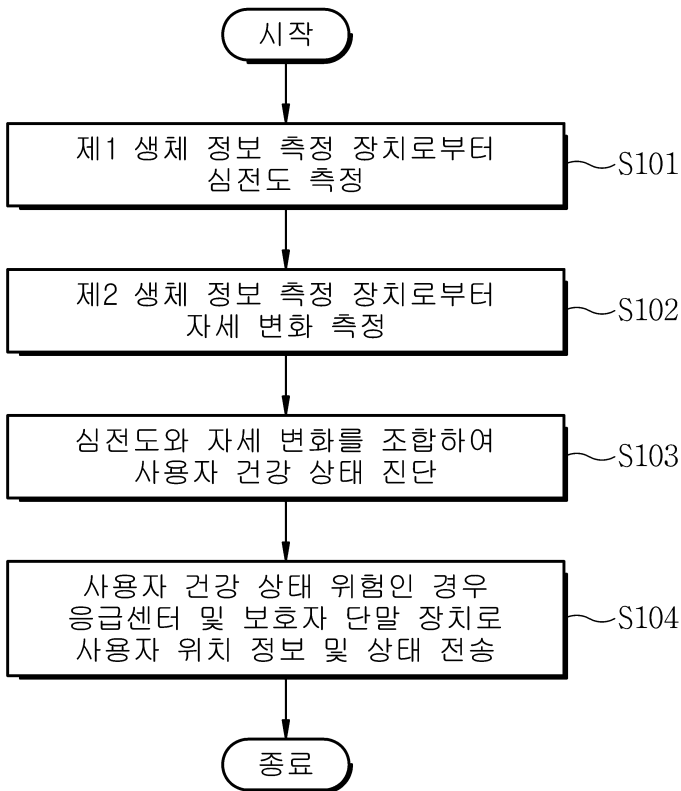 시작
제1 생체 정보 측정 장치로부터
심전도 측정
S101
제2 생체 정보 측정 장치로부터
자세 변화 측정
S102
심전도와 자세 변화를 조합하여
사용자 건강 상태 진단
S103
사용자 건강 상태 위험인 경우
응급센터 및 보호자 단말 장치로
사용자 위치 정보 및 상태 전송
S104
종료